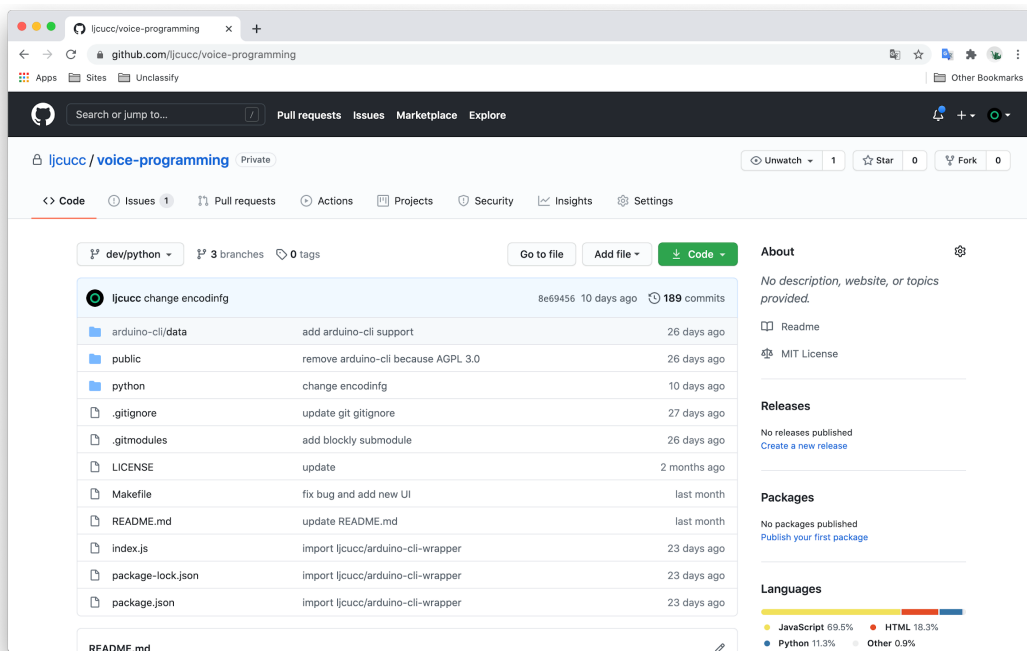 ljcucc/voice-programming
github.com/ljcucc/voice-programming
Apps Sites Unclassify Other Bookmarks
Search or jump to... / Pull requests Issues Marketplace Explore
ljcucc / voice-programming Private Unwatch 1 Star 0 Fork 0
Code Issues 1 Pull requests Actions Projects Security Insights Settings
dev/python 3 branches 0 tags Go to file Add file Code
ljcucc change encodinfg 8e69456 10 days ago 189 commits
arduino-cli/data add arduino-cli support 26 days ago
public remove arduino-cli because AGPL 3.0 26 days ago
python change encodinfg 10 days ago
.gitignore update git gitignore 27 days ago
.gitmodules add blockly submodule 26 days ago
LICENSE update 2 months ago
Makefile fix bug and add new UI last month
README.md update README.md last month
index.js import ljcucc/arduino-cli-wrapper 23 days ago
package-lock.json import ljcucc/arduino-cli-wrapper 23 days ago
package.json import ljcucc/arduino-cli-wrapper 23 days ago
README.md
About
No description, website, or topics
provided.
Readme
MIT License
Releases
No releases published
Create a new release
Packages
No packages published
Publish your first package
Languages
JavaScript 69.5% HTML 18.3%
Python 11.3% Other 0.9%